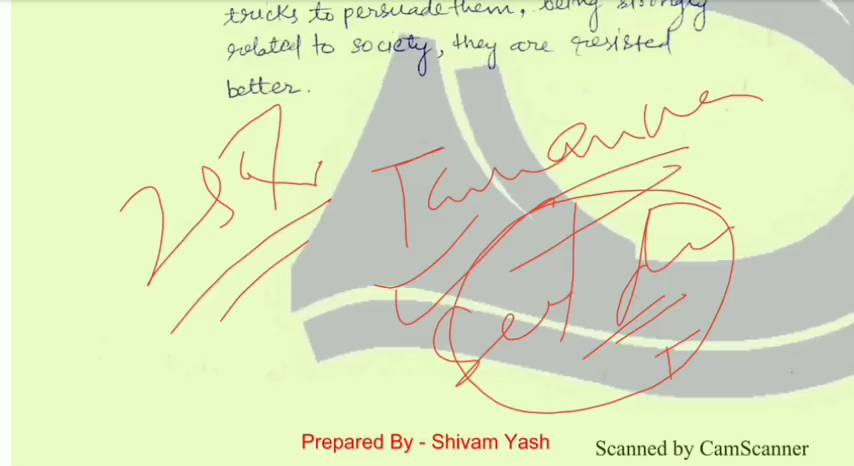 tricks to persuade them, being strongly
related to society, they are resisted
better.
Tamanna
Prepared By - Shivam Yash
Scanned by CamScanner